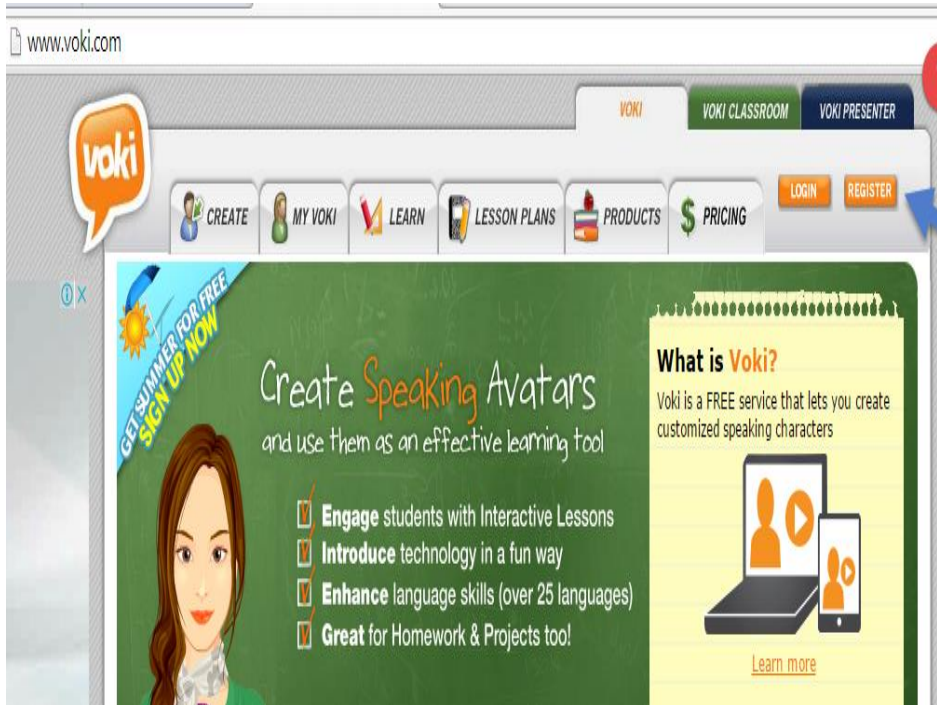 www.voki.com
VOKI
VOKI CLASSROOM
VOKI PRESENTER
voki
CREATE
MY VOKI
LEARN
LESSON PLANS
PRODUCTS
PRICING
LOGIN
REGISTER
GET SUMMER FOR FREE
SIGN UP NOW
Create Speaking Avatars
and use them as an effective learning tool
Engage students with Interactive Lessons
Introduce technology in a fun way
Enhance language skills (over 25 languages)
Great for Homework & Projects too!
What is Voki?
Voki is a FREE service that lets you create
customized speaking characters
Learn more